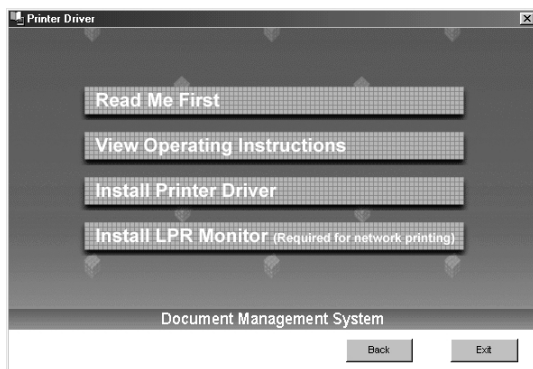 Printer Driver
Read Me First
View Operating Instructions
Install Printer Driver
Install LPR Monitor (Required for network printing)
Document Management System
Back Exit